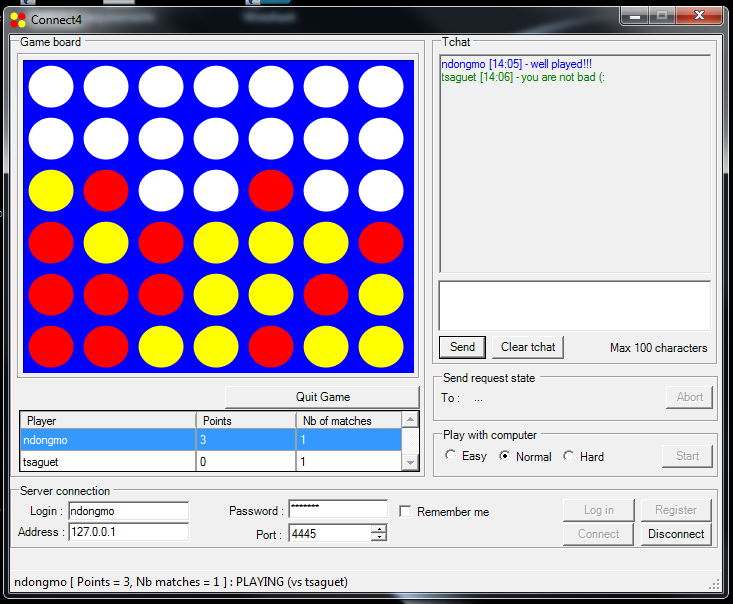 Connect4
Game board
Tchat
ndongmo [14:05] - well played!!!
tsaguet [14:06] - you are not bad (:
Send
Clear tchat
Max 100 characters
Quit Game
Player Points Nb of matches
ndongmo 3 1
tsaguet 0 1
Send request state
To : ...
Abort
Play with computer
Easy Normal Hard
Start
Server connection
Login : ndongmo
Password : *******
Remember me
Log in
Register
Address : 127.0.0.1
Port : 4445
Connect
Disconnect
ndongmo [ Points = 3, Nb matches = 1 ] : PLAYING (vs tsaguet)